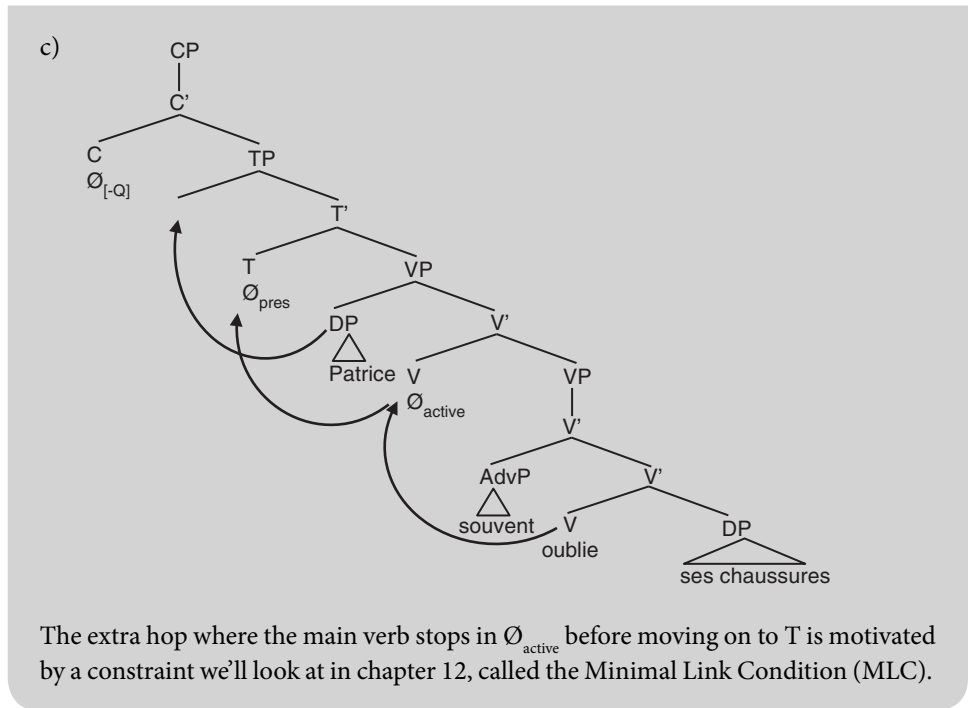 c)
CP
C’
C TP
Ø[-Q]
T’
T VP
Øpres
DP V’
Patrice V VP
Øactive
V’
AdvP V’
souvent V DP
oublie
ses chaussures
The extra hop where the main verb stops in Øactive before moving on to T is motivated
by a constraint we’ll look at in chapter 12, called the Minimal Link Condition (MLC).